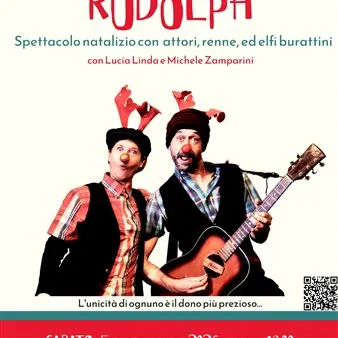 RUDOLPH
Spettacolo natalizio con attori, renne, ed elfi burattini
con Lucia Linda e Michele Zamparini
L'unicità di ognuno è il dono più prezioso...